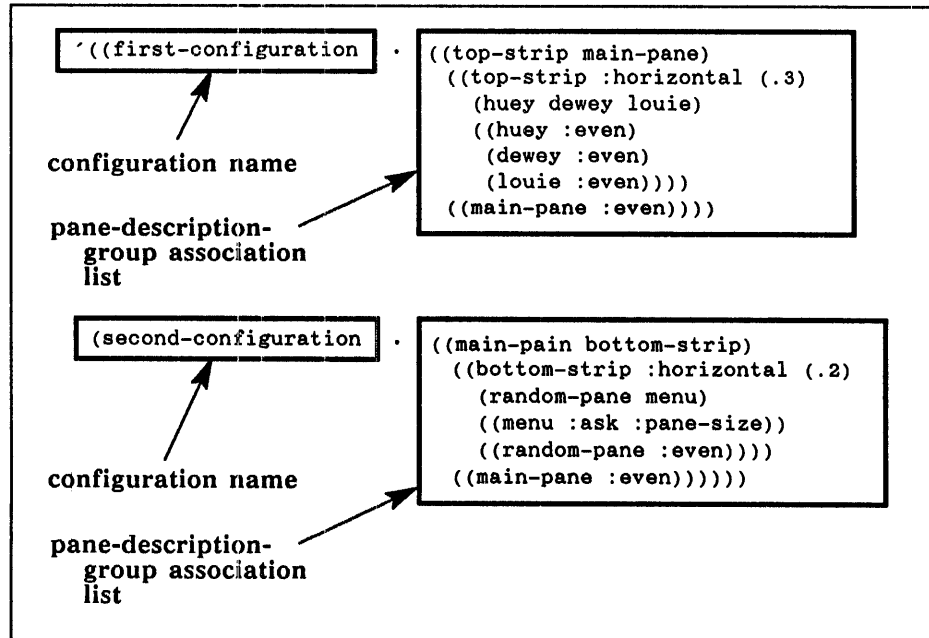 ´((first-configuration . ((top-strip main-pane)
((top-strip :horizontal (.3)
(huey dewey louie)
((huey :even)
(dewey :even)
(louie :even))))
((main-pane :even))))
configuration name
pane-description-
group association
list
(second-configuration . ((main-pain bottom-strip)
((bottom-strip :horizontal (.2)
(random-pane menu)
((menu :ask :pane-size))
((random-pane :even))))
((main-pane :even))))))
configuration name
pane-description-
group association
list